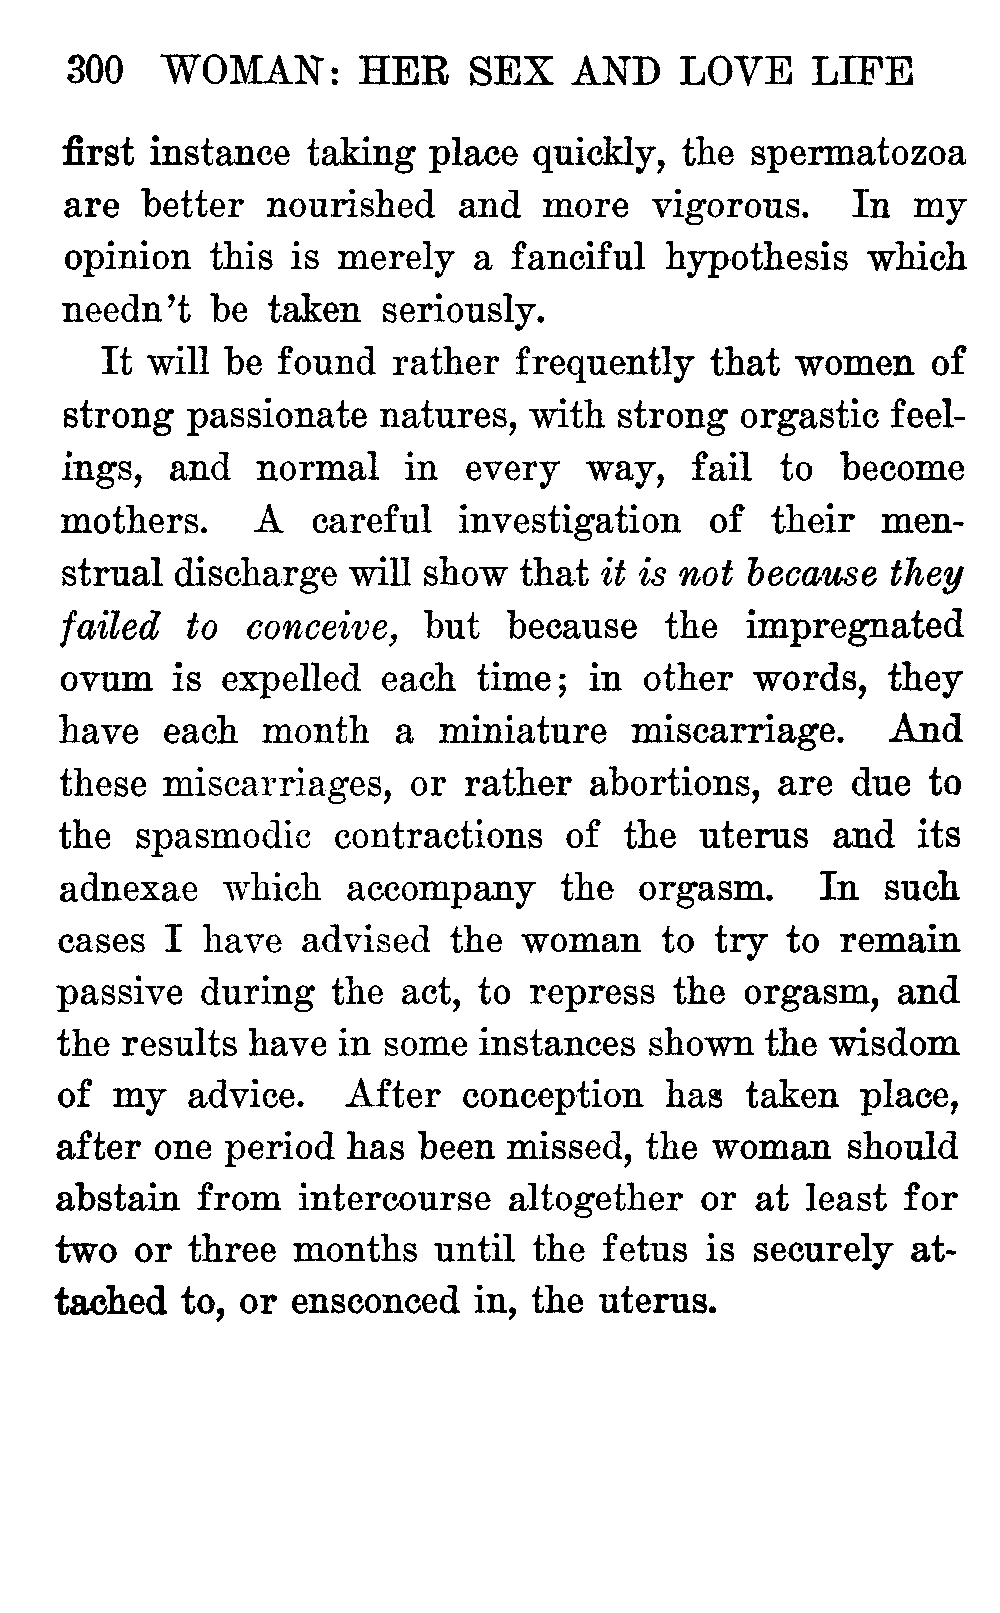 300 WOMAN: HER SEX AND LOVE LIFE
first instance taking place quickly, the spermatozoa
are better nourished and more vigorous. In my
opinion this is merely a fanciful hypothesis which
needn't be taken seriously.
It will be found rather frequently that women of
strong passionate natures, with strong orgastic feel-
ings, and normal in every way, fail to become
mothers. A careful investigation of their men-
strual discharge will show that it is not because they
failed to conceive, but because the impregnated
ovum is expelled each time; in other words, they
have each month a miniature miscarriage. And
these miscarriages, or rather abortions, are due to
the spasmodic contractions of the uterus and its
adnexae which accompany the orgasm. In such
cases I have advised the woman to try to remain
passive during the act, to repress the orgasm, and
the results have in some instances shown the wisdom
of my advice. After conception has taken place,
after one period has been missed, the woman should
abstain from intercourse altogether or at least for
two or three months until the fetus is securely at-
tached to, or ensconced in, the uterus.